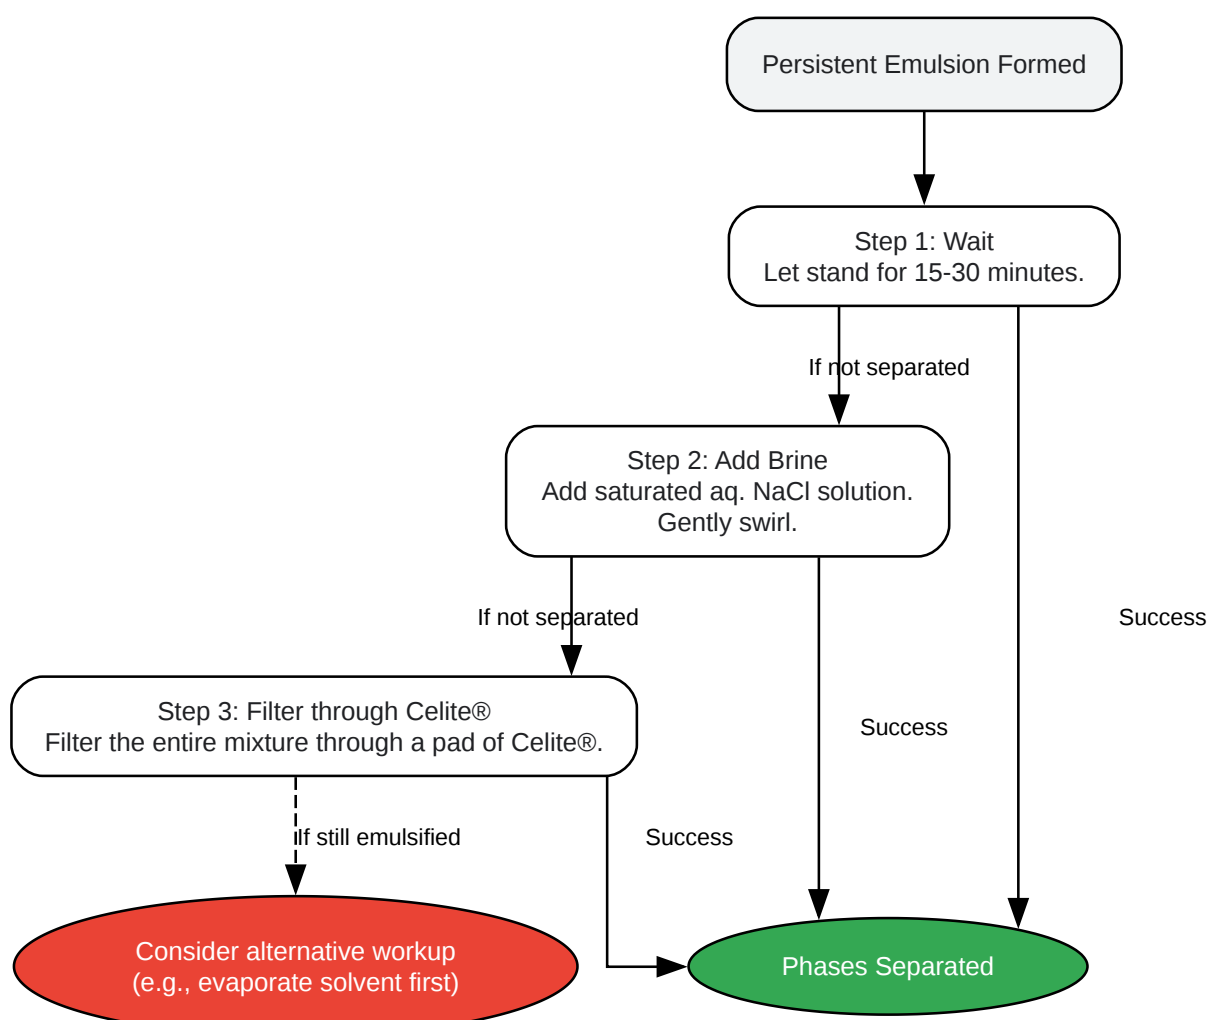 Persistent Emulsion Formed
Step 1: Wait
Let stand for 15-30 minutes.
If not separated
Step 2: Add Brine
Add saturated aq. NaCl solution.
Gently swirl.
If not separated
Success
Step 3: Filter through Celite®
Filter the entire mixture through a pad of Celite®.
Success
If still emulsified
Success
Consider alternative workup
(e.g., evaporate solvent first)
Phases Separated